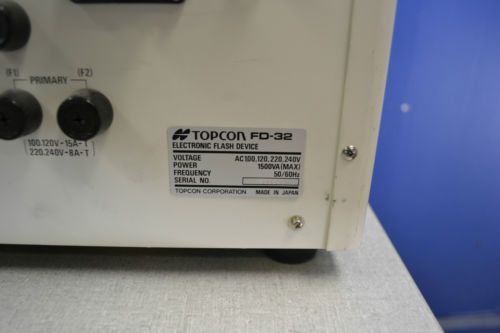 (F1) (F2)
PRIMARY
100.120V-15A-T
220.240V-8A-T
TOPCON FD-32
ELECTRONIC FLASH DEVICE
VOLTAGE AC100,120,220,240V
POWER 1500VA(MAX)
FREQUENCY 50/60Hz
SERIAL NO.
TOPCON CORPORATION MADE IN JAPAN